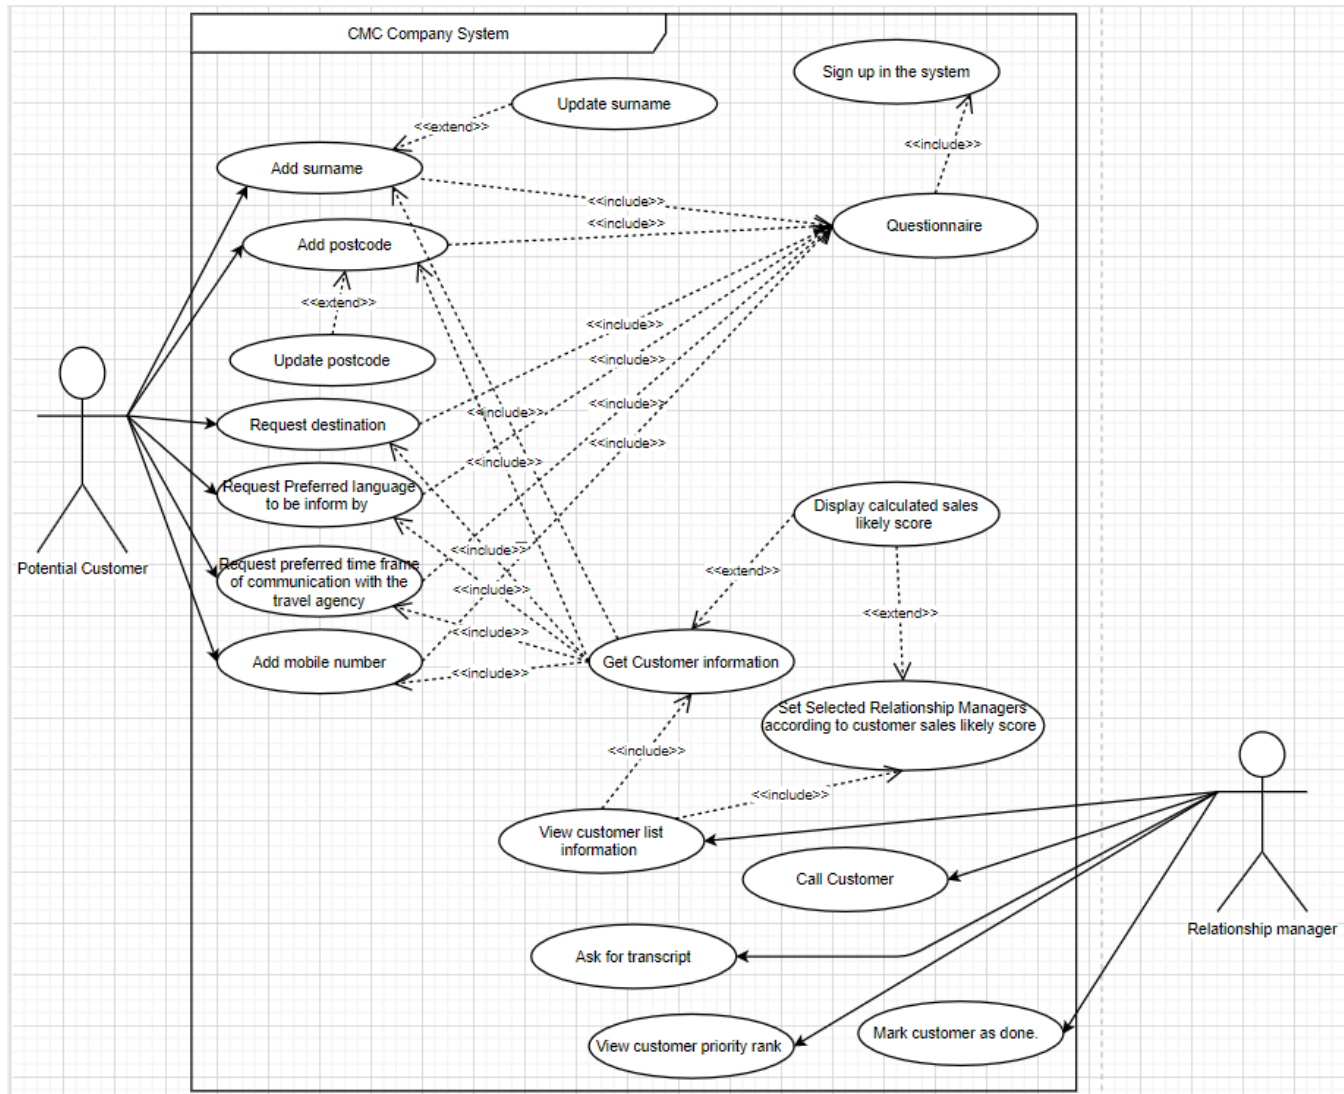 CMC Company System
Sign up in the system
Update surname
<<extend>>
<<include>>
Add surname
<<include>>
<<include>>
Questionnaire
Add postcode
<<extend>>
<<include>>
Update postcode
<<include>>
<<include>>
<<include>>
Request destination
<<include>>
<<include>>
Request Preferred language
to be inform by
Display calculated sales
likely score
<<include>>
Request preferred time frame
of communication with the
travel agency
Potential Customer
<<extend>>
<<include>>
<<extend>>
<<include>>
Add mobile number
Get Customer information
<<include>>
Set Selected Relationship Managers
according to customer sales likely score
<<include>>
<<include>>
View customer list
information
Call Customer
Relationship manager
Ask for transcript
Mark customer as done.
View customer priority rank